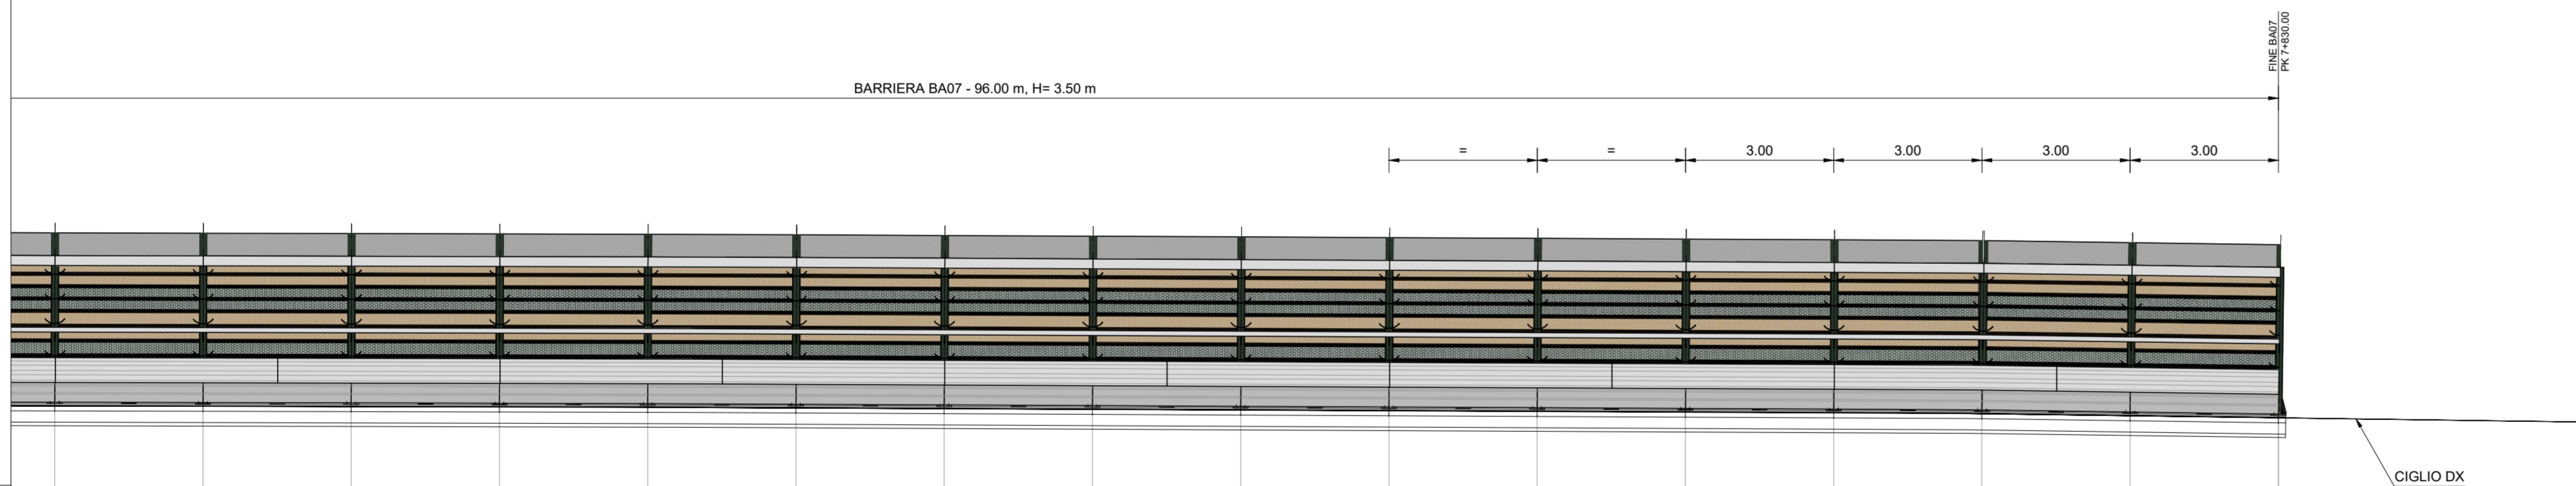 FINE BA07
PK 7+830.00
BARRIERA BA07 - 96.00 m, H= 3.50 m
= = 3.00 3.00 3.00 3.00
CIGLIO DX